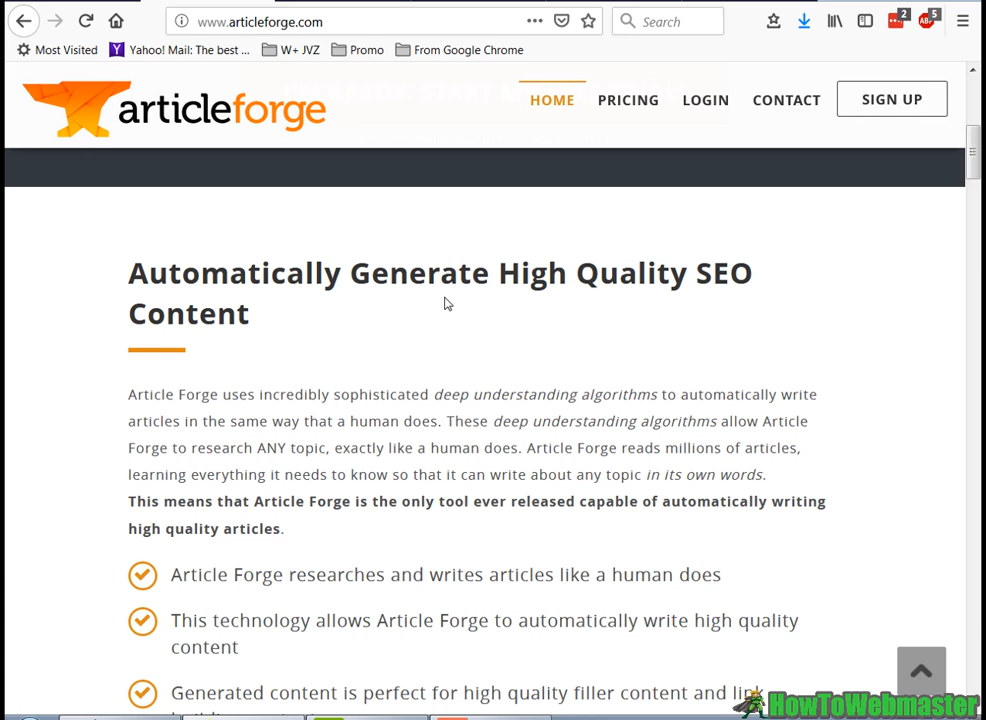 www.articleforge.com
Search
2
5
Most Visited
Yahoo! Mail: The best ...
W+ JVZ
Promo
From Google Chrome
articleforge
HOME
PRICING
LOGIN
CONTACT
SIGN UP
Automatically Generate High Quality SEO
Content
Article Forge uses incredibly sophisticated deep understanding algorithms to automatically write
articles in the same way that a human does. These deep understanding algorithms allow Article
Forge to research ANY topic, exactly like a human does. Article Forge reads millions of articles,
learning everything it needs to know so that it can write about any topic in its own words.
This means that Article Forge is the only tool ever released capable of automatically writing
high quality articles.
Article Forge researches and writes articles like a human does
This technology allows Article Forge to automatically write high quality
content
Generated content is perfect for high quality filler content and link
HowToWebmaster